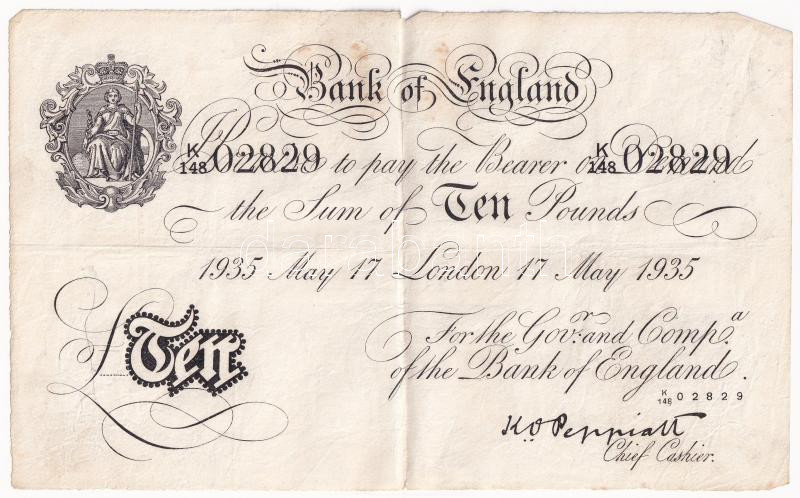 Bank of England
K/148 02829 K/148 02829
I Promise to pay the Bearer on Demand
the Sum of Ten Pounds
1935 May 17 London 17 May 1935
For the Govr. and Compa.
of the Bank of England.
£Ten
K/148 02829
K.O. Peppiatt
Chief Cashier.